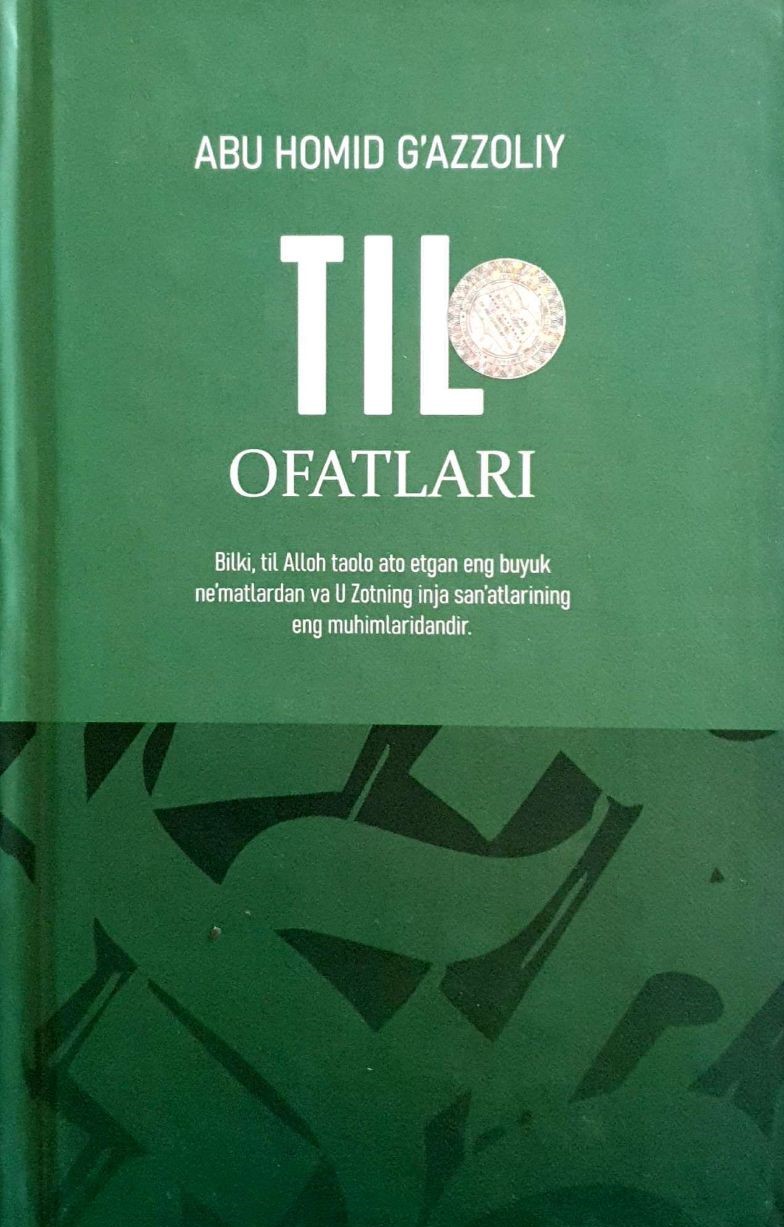 ABU HOMID G'AZZOLIY
TIL
OFATLARI
Bilki, til Alloh taolo ato etgan eng buyuk
ne'matlardan va U Zotning inja san'atlarining
eng muhimlaridandir.